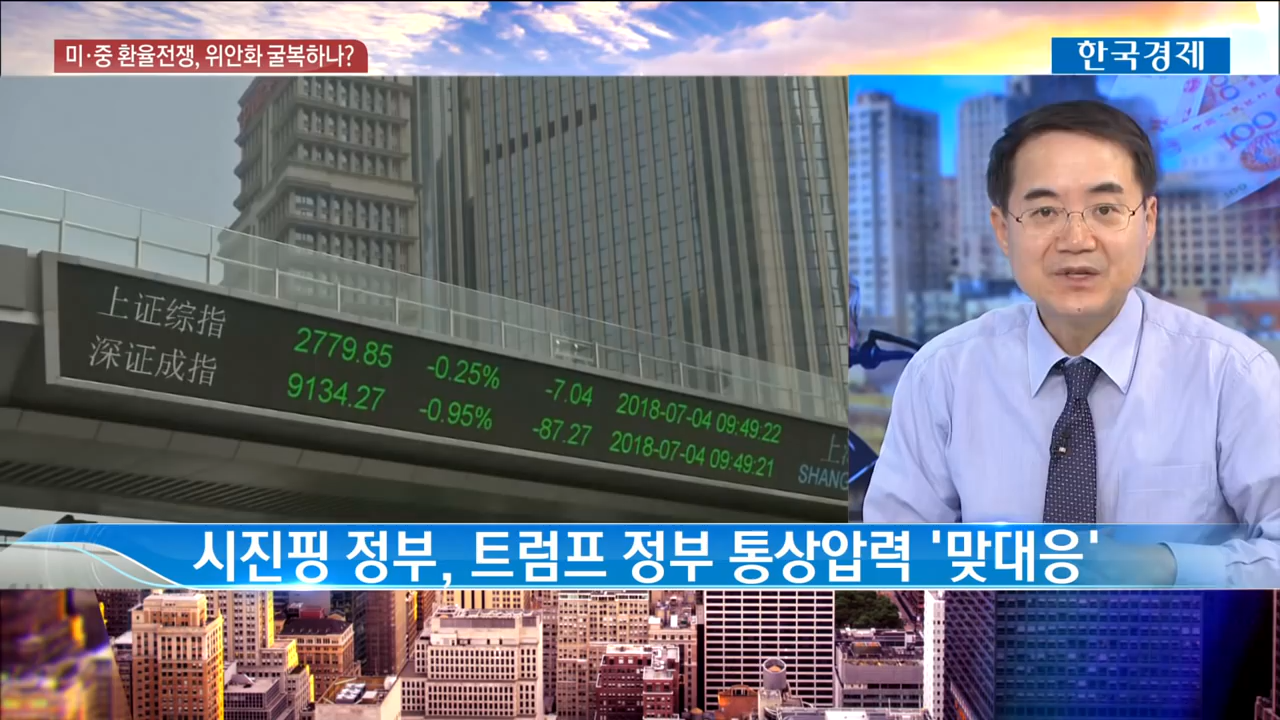 미·중 환율전쟁, 위안화 굴복하나?
한국경제
100
上证综指 2779.85 -0.25% -7.04 2018-07-04 09:49:22
深证成指 9134.27 -0.95% -87.27 2018-07-04 09:49:21
SHANG
시진핑 정부, 트럼프 정부 통상압력 '맞대응'